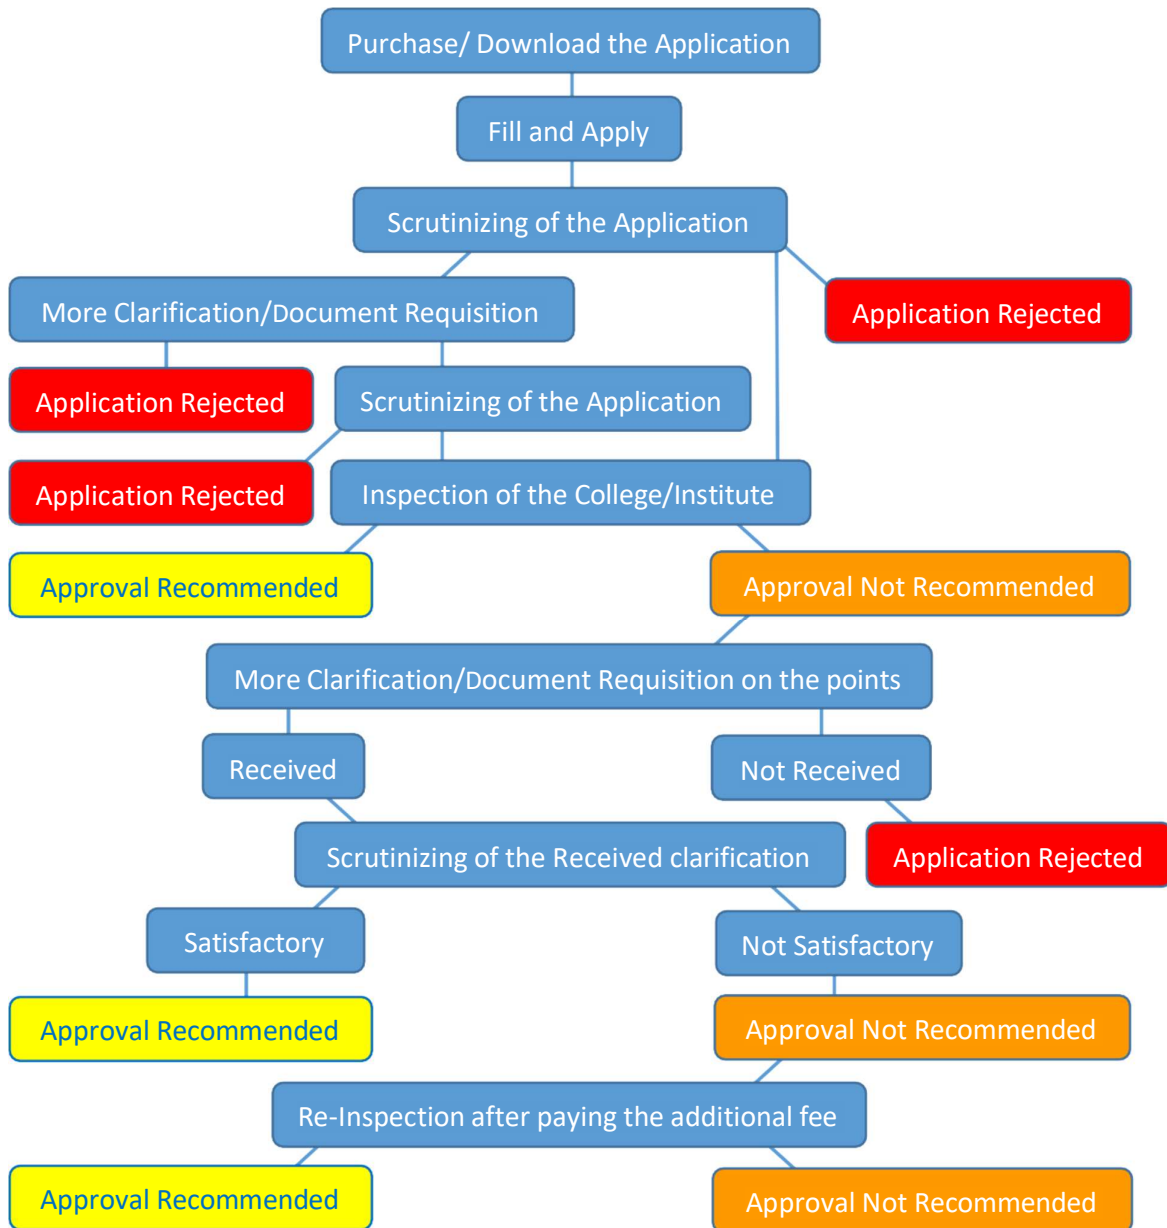 Purchase/ Download the Application
Fill and Apply
Scrutinizing of the Application
More Clarification/Document Requisition
Application Rejected
Application Rejected
Scrutinizing of the Application
Application Rejected
Inspection of the College/Institute
Approval Recommended
Approval Not Recommended
More Clarification/Document Requisition on the points
Received
Not Received
Scrutinizing of the Received clarification
Application Rejected
Satisfactory
Not Satisfactory
Approval Recommended
Approval Not Recommended
Re-Inspection after paying the additional fee
Approval Recommended
Approval Not Recommended